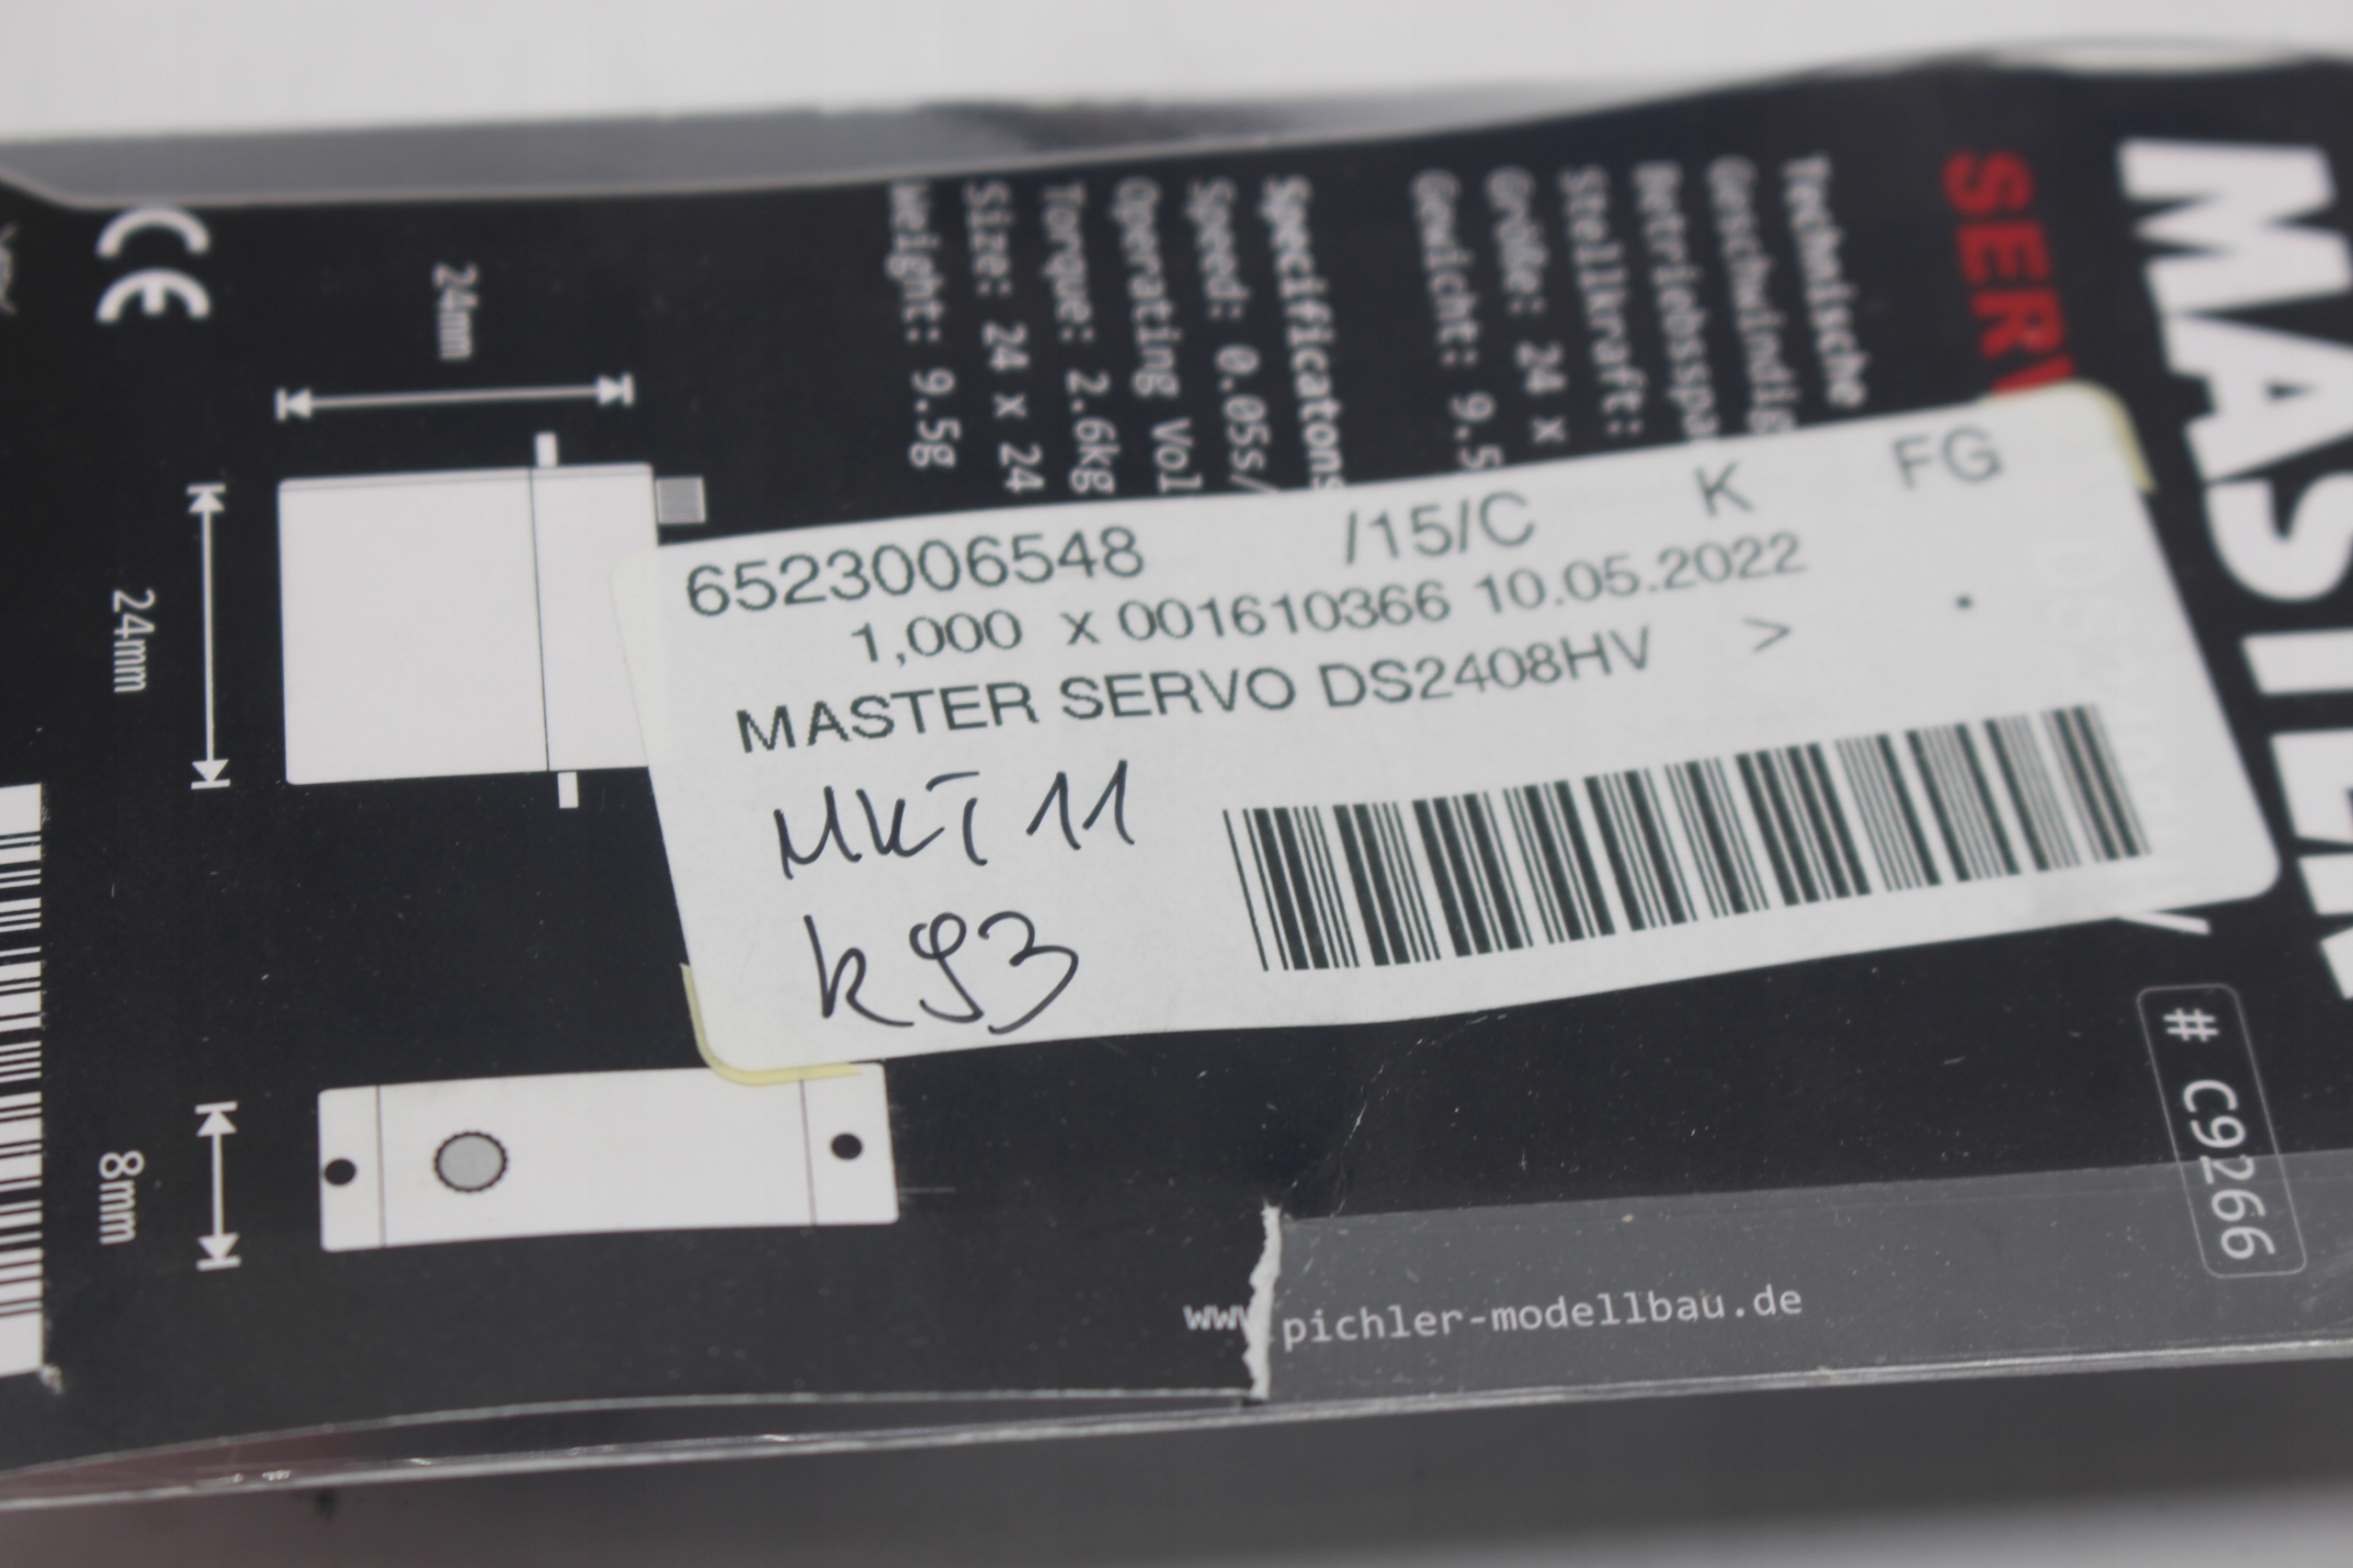 6523006548 /15/C K FG
1,000 x 001610366 10.05.2022
MASTER SERVO DS2408HV > .
MKT 11
K93
MASTER
SERV
Technische
Geschwindig
Betriebsspa
Stellkraft:
Größe: 24 x
Gewicht: 9.5
Specificatons
Speed: 0.05s/
Operating Vol
Torque: 2.6kg
Size: 24 x 24
Weight: 9.5g
24mm
24mm
8mm
CE
# C9266
www pichler-modellbau.de